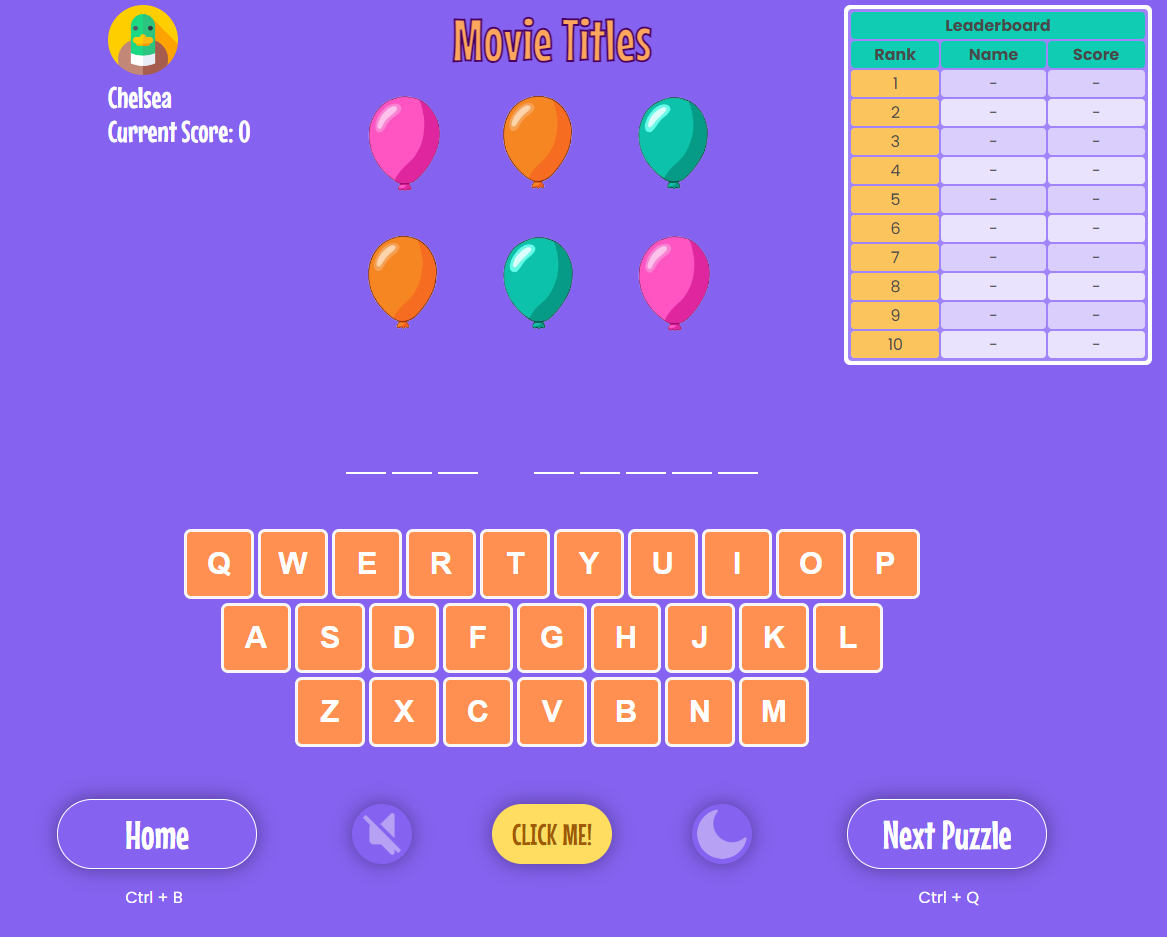 Movie Titles
Chelsea
Current Score: 0
Leaderboard
Rank Name Score
1 - -
2 - -
3 - -
4 - -
5 - -
6 - -
7 - -
8 - -
9 - -
10 - -
Q W E R T Y U I O P
A S D F G H J K L
Z X C V B N M
Home
CLICK ME!
Next Puzzle
Ctrl + B
Ctrl + Q